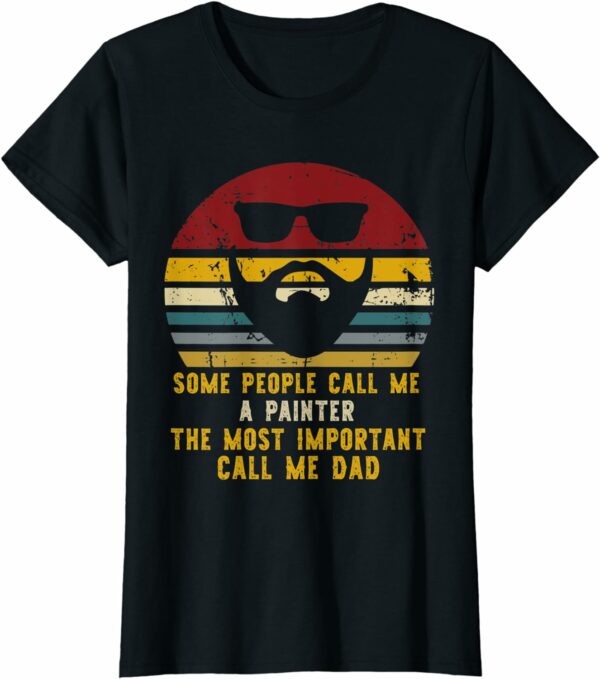 SOME PEOPLE CALL ME
A PAINTER
THE MOST IMPORTANT
CALL ME DAD